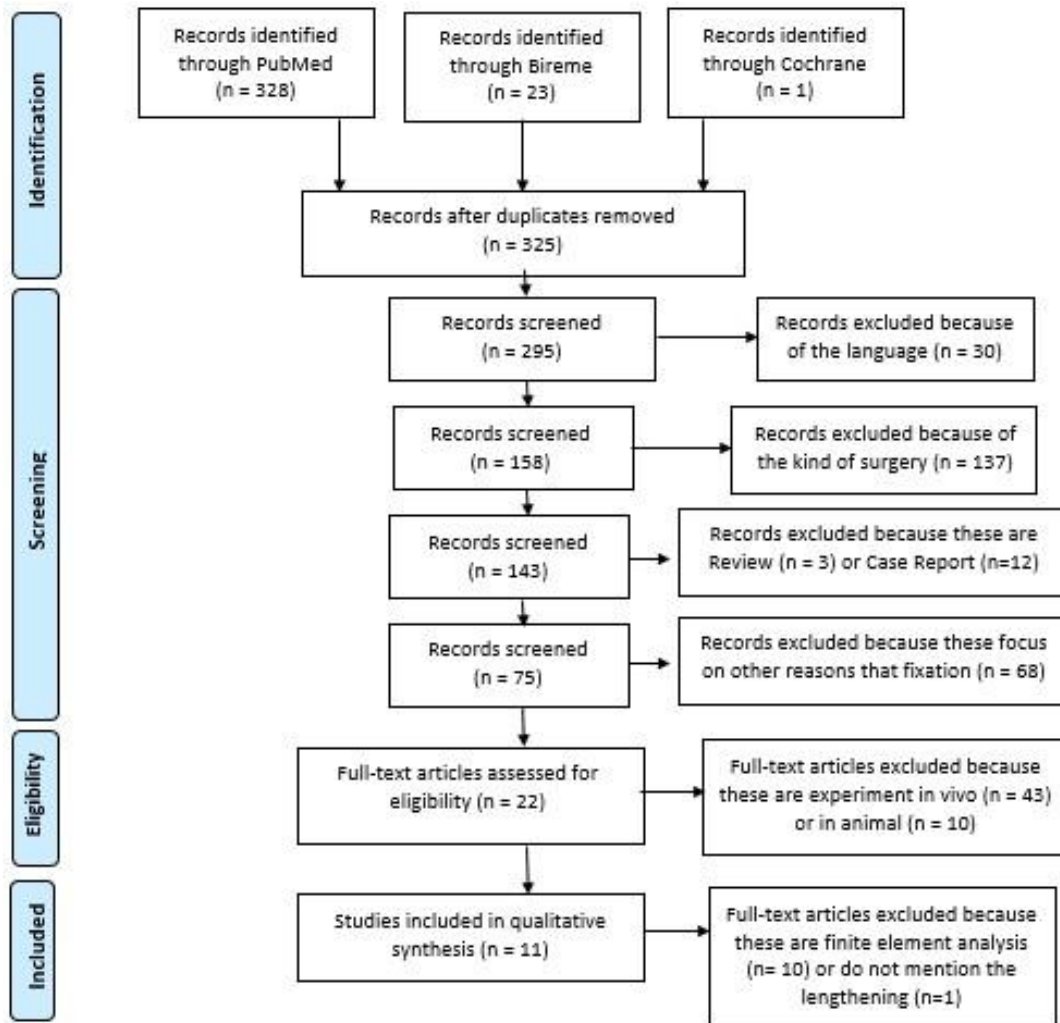 Identification
Records identified
through PubMed
(n = 328)
Records identified
through Bireme
(n = 23)
Records identified
through Cochrane
(n = 1)
Records after duplicates removed
(n = 325)
Screening
Records screened
(n = 295)
Records excluded because
of the language (n = 30)
Records screened
(n = 158)
Records excluded because of
the kind of surgery (n = 137)
Records screened
(n = 143)
Records excluded because these are
Review (n = 3) or Case Report (n=12)
Records screened
(n = 75)
Records excluded because these focus
on other reasons that fixation (n = 68)
Eligibility
Full-text articles assessed for
eligibility (n = 22)
Full-text articles excluded because
these are experiment in vivo (n = 43)
or in animal (n = 10)
Included
Studies included in qualitative
synthesis (n = 11)
Full-text articles excluded because
these are finite element analysis
(n= 10) or do not mention the
lengthening (n=1)